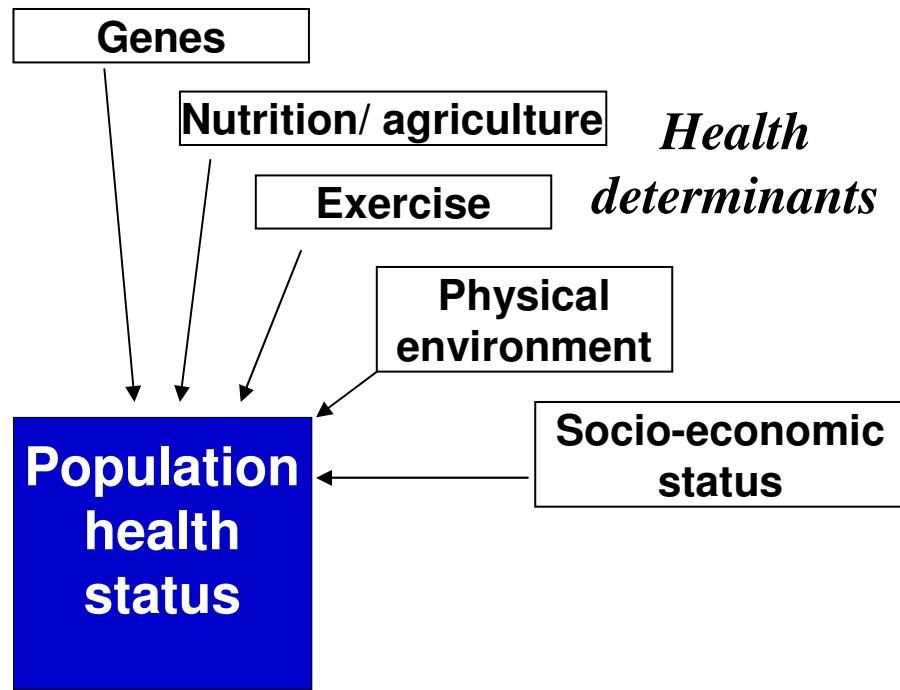 Genes
Nutrition/ agriculture
Health
determinants
Exercise
Physical
environment
Socio-economic
status
Population
health
status